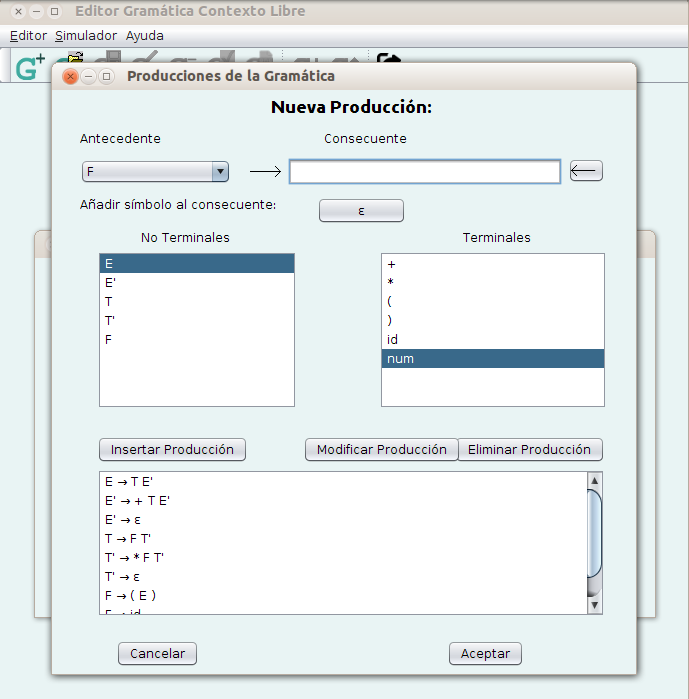 Editor Gramática Contexto Libre
Editor Simulador Ayuda
G+
Producciones de la Gramática
Nueva Producción:
Antecedente Consecuente
F →
Añadir símbolo al consecuente: ε
No Terminales Terminales
E +
E' *
T (
T' )
F id
num
Insertar Producción Modificar Producción Eliminar Producción
E → T E'
E' → + T E'
E' → ε
T → F T'
T' → * F T'
T' → ε
F → ( E )
F → id
Cancelar Aceptar